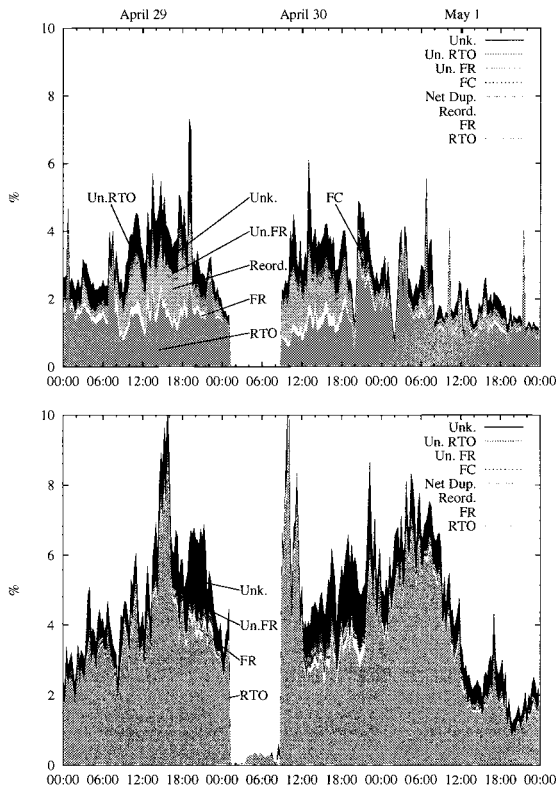 April 29 April 30 May 1
10
8
6
4
2
0
%
Unk.
Un. RTO
Un. FR
FC
Net Dup.
Reord.
FR
RTO
Un.RTO
Unk.
FC
Un.FR
Reord.
FR
RTO
00:00 06:00 12:00 18:00 00:00 06:00 12:00 18:00 00:00 06:00 12:00 18:00 00:00
10
8
6
4
2
0
%
Unk.
Un. RTO
Un. FR
FC
Net Dup.
Reord.
FR
RTO
Unk.
Un.FR
FR
RTO
00:00 06:00 12:00 18:00 00:00 06:00 12:00 18:00 00:00 06:00 12:00 18:00 00:00